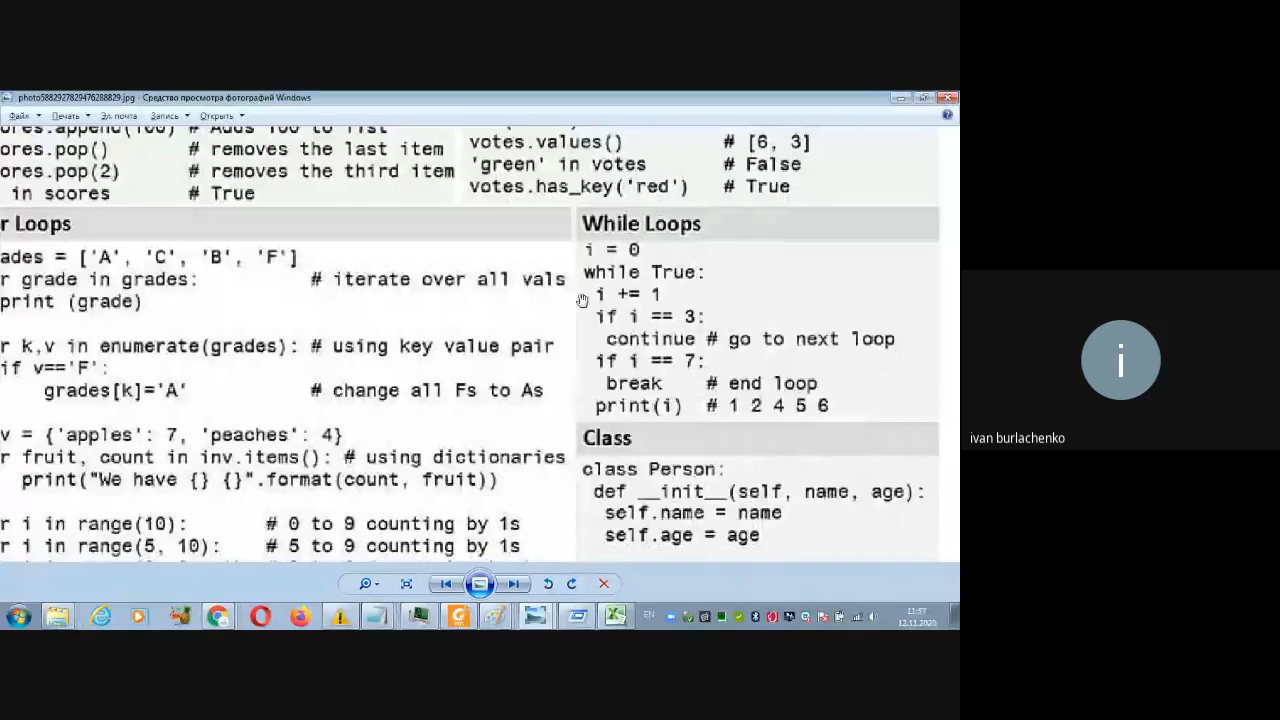 photo5882927829476288829.jpg - Средство просмотра фотографий Windows
Файл Печать Эл. почта Запись Открыть
ores.append(100) # Adds 100 to list
ores.pop() # removes the last item
ores.pop(2) # removes the third item
in scores # True
votes.values() # [6, 3]
'green' in votes # False
votes.has_key('red') # True
r Loops
ades = ['A', 'C', 'B', 'F']
r grade in grades: # iterate over all vals
print (grade)
r k,v in enumerate(grades): # using key value pair
if v=='F':
grades[k]='A' # change all Fs to As
v = {'apples': 7, 'peaches': 4}
r fruit, count in inv.items(): # using dictionaries
print("We have {} {}".format(count, fruit))
r i in range(10): # 0 to 9 counting by 1s
r i in range(5, 10): # 5 to 9 counting by 1s
While Loops
i = 0
while True:
i += 1
if i == 3:
continue # go to next loop
if i == 7:
break # end loop
print(i) # 1 2 4 5 6
Class
class Person:
def __init__(self, name, age):
self.name = name
self.age = age
EN
13:57
12.11.2020
i
ivan burlachenko